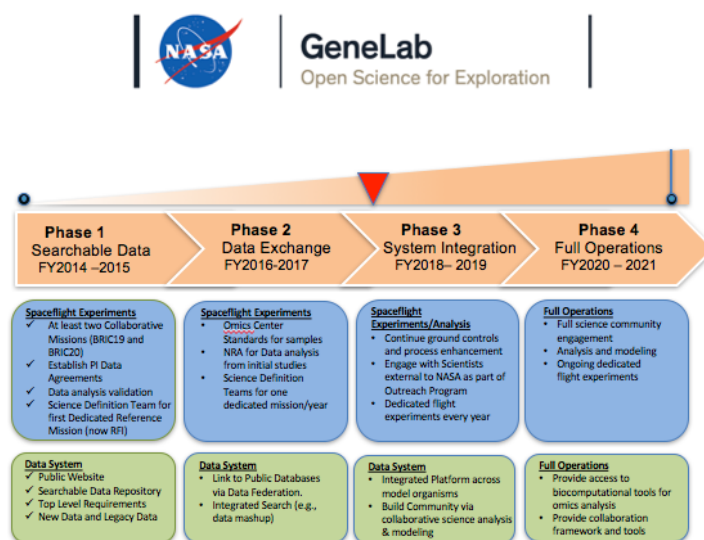 NASA
GeneLab
Open Science for Exploration
Phase 1
Searchable Data
FY2014 –2015
Phase 2
Data Exchange
FY2016-2017
Phase 3
System Integration
FY2018– 2019
Phase 4
Full Operations
FY2020 – 2021
Spaceflight Experiments
✓ At least two Collaborative
Missions (BRIC19 and
BRIC20)
✓ Establish PI Data
Agreements
✓ Data analysis validation
✓ Science Definition Team for
first Dedicated Reference
Mission (now RFI)
Spaceflight Experiments
• Omics Center
Standards for samples
• NRA for Data analysis
from initial studies
• Science Definition
Teams for one
dedicated mission/year
Spaceflight
Experiments/Analysis
• Continue ground controls
and process enhancement
• Engage with Scientists
external to NASA as part of
Outreach Program
• Dedicated flight
experiments every year
Full Operations
• Full science community
engagement
• Analysis and modeling
• Ongoing dedicated
flight experiments
Data System
✓ Public Website
✓ Searchable Data Repository
✓ Top Level Requirements
✓ New Data and Legacy Data
Data System
• Link to Public Databases
via Data Federation.
• Integrated Search (e.g.,
data mashup)
Data System
• Integrated Platform across
model organisms
• Build Community via
collaborative science analysis
& modeling
Full Operations
• Provide access to
biocomputational tools for
omics analysis
• Provide collaboration
framework and tools